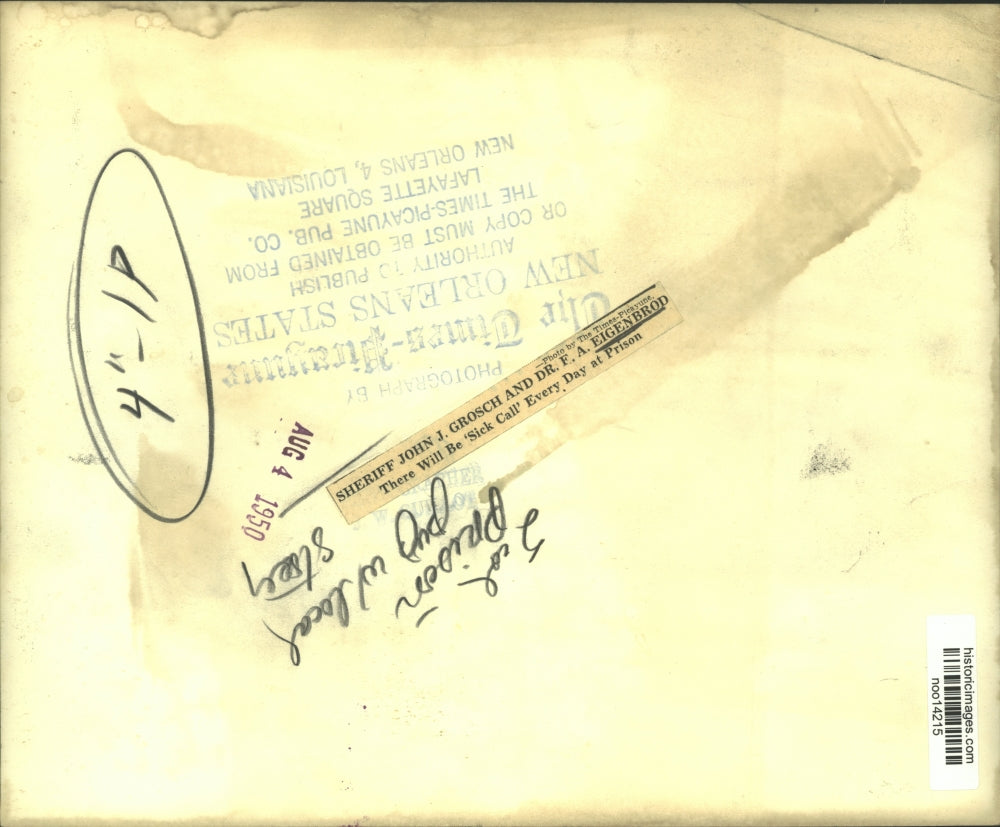 PHOTOGRAPH BY
The Times-Picayune
NEW ORLEANS STATES
AUTHORITY TO PUBLISH
OR COPY MUST BE OBTAINED FROM
THE TIMES-PICAYUNE PUB. CO.
LAFAYETTE SQUARE
NEW ORLEANS 4, LOUISIANA
4"-1P
—Photo by The Times-Picayune.
SHERIFF JOHN J. GROSCH AND DR. F. A. EIGENBROD
There Will Be 'Sick Call' Every Day at Prison
AUG 4 1950
prison
w local
story
historicimages.com
noo14215